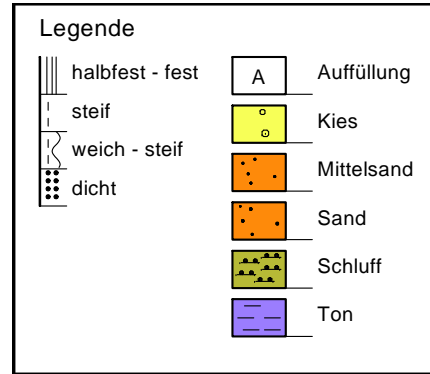 Legende
halbfest - fest
steif
weich - steif
dicht
A Auffüllung
Kies
Mittelsand
Sand
Schluff
Ton